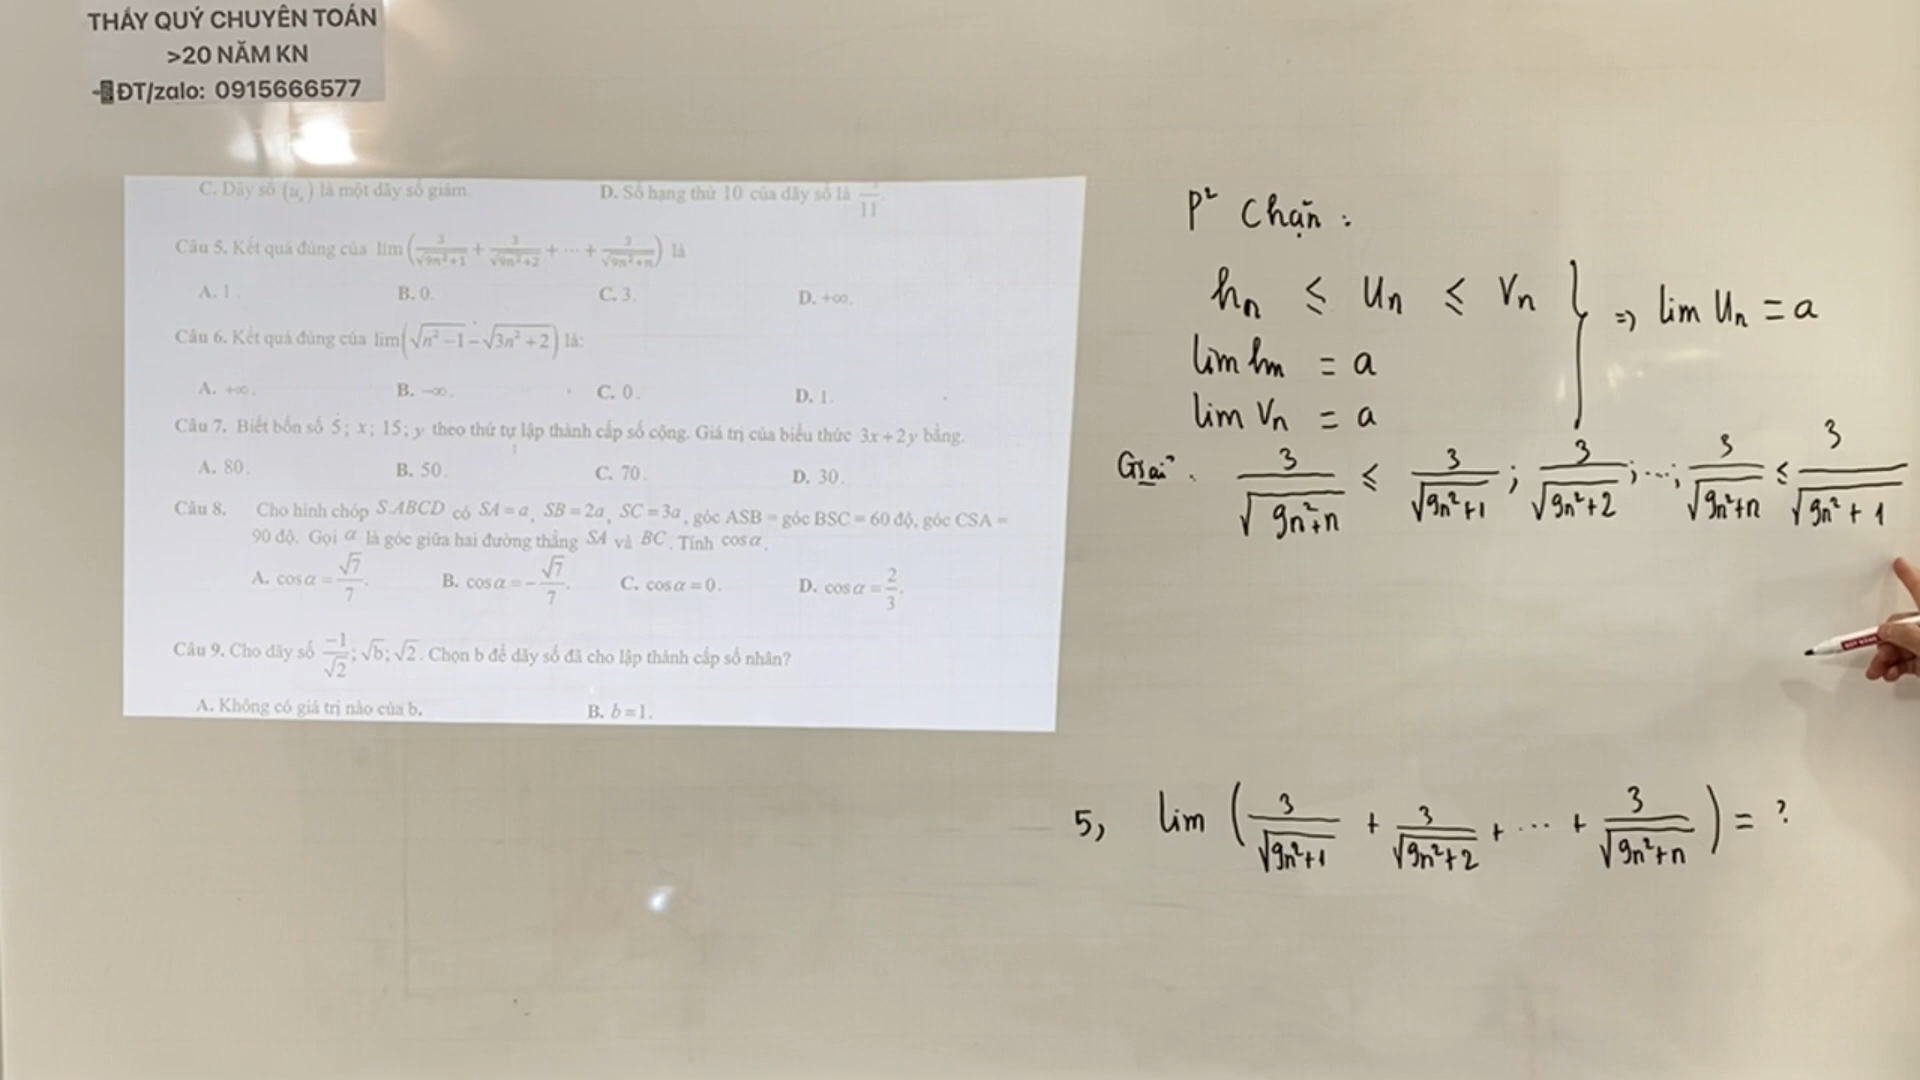 THẦY QUÝ CHUYÊN TOÁN
>20 NĂM KN
📱ĐT/zalo: 0915666577
C. Dãy số (uₙ) là một dãy số giảm.
D. Số hạng thứ 10 của dãy số là /11.
Câu 5. Kết quả đúng của lim(3/√(9n²+1) + 3/√(9n²+2) + ⋯ + 3/√(9n²+n)) là
A. 1. B. 0. C. 3. D. +∞.
Câu 6. Kết quả đúng của lim(√(n²−1) − √(3n²+2)) là:
A. +∞. B. −∞. C. 0. D. 1.
Câu 7. Biết bốn số 5; x; 15; y theo thứ tự lập thành cấp số cộng. Giá trị của biểu thức 3x+2y bằng.
A. 80. B. 50. C. 70. D. 30.
Câu 8. Cho hình chóp S.ABCD có SA = a, SB = 2a, SC = 3a, góc ASB = góc BSC = 60 độ, góc CSA =
90 độ. Gọi α là góc giữa hai đường thẳng SA và BC. Tính cosα.
A. cosα = √7/7. B. cosα = −√7/7. C. cosα = 0. D. cosα = 2/3.
Câu 9. Cho dãy số −1/√2; √b; √2. Chọn b để dãy số đã cho lập thành cấp số nhân?
A. Không có giá trị nào của b. B. b = 1.
P² Chặn:
hₙ ≤ uₙ ≤ vₙ } ⇒ lim uₙ = a
lim hₙ = a
lim vₙ = a
Giải: 3/√(9n²+n) ≤ 3/√(9n²+1); 3/√(9n²+2); ...; 3/√(9n²+n) ≤ 3/√(9n²+1)
5, lim (3/√(9n²+1) + 3/√(9n²+2) + ⋯ + 3/√(9n²+n)) = ?